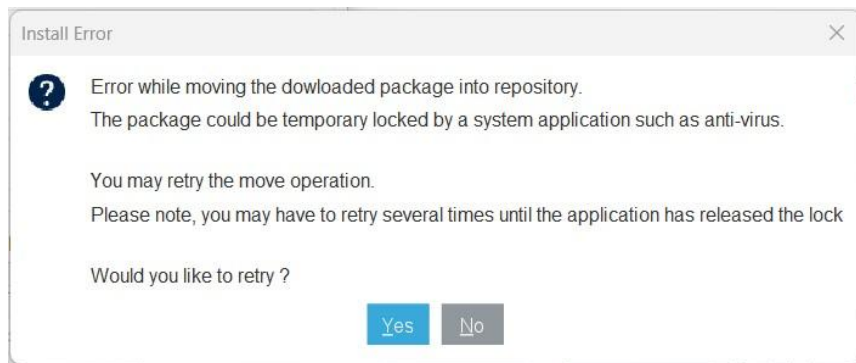 Install Error
Error while moving the dowloaded package into repository.
The package could be temporary locked by a system application such as anti-virus.
You may retry the move operation.
Please note, you may have to retry several times until the application has released the lock
Would you like to retry ?
Yes
No